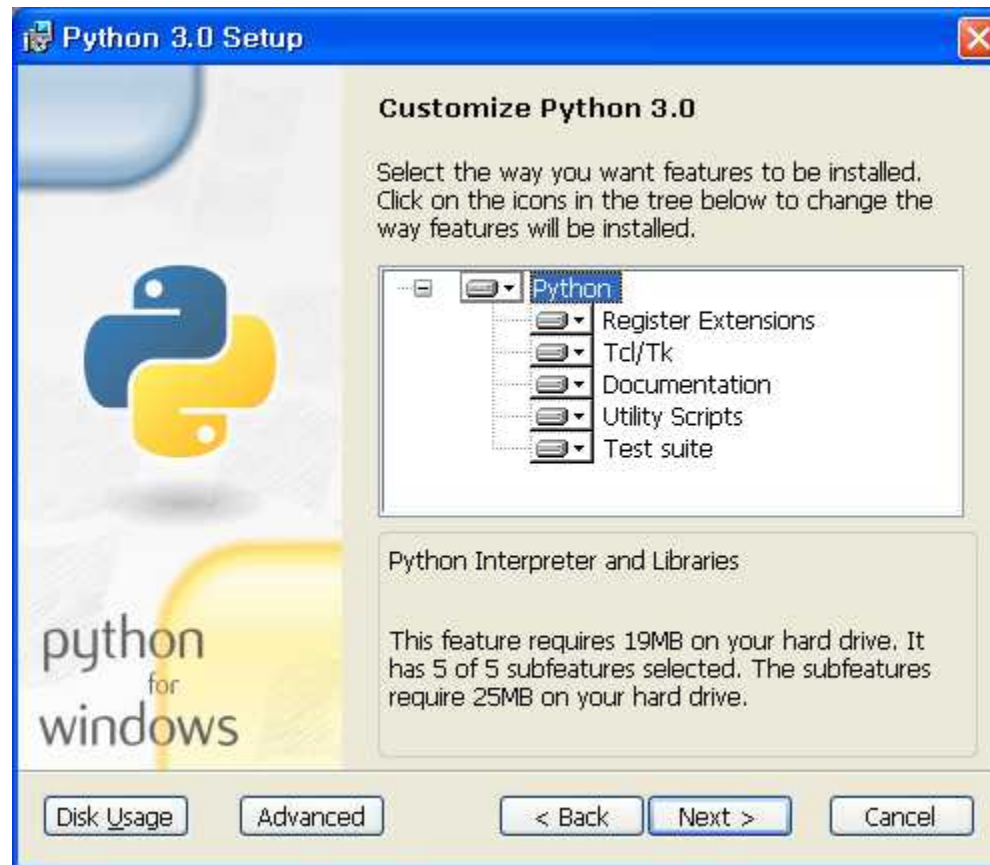 Python 3.0 Setup
Customize Python 3.0
Select the way you want features to be installed.
Click on the icons in the tree below to change the
way features will be installed.
Python
Register Extensions
Tcl/Tk
Documentation
Utility Scripts
Test suite
Python Interpreter and Libraries
This feature requires 19MB on your hard drive. It
has 5 of 5 subfeatures selected. The subfeatures
require 25MB on your hard drive.
python
for
windows
Disk Usage
Advanced
< Back
Next >
Cancel